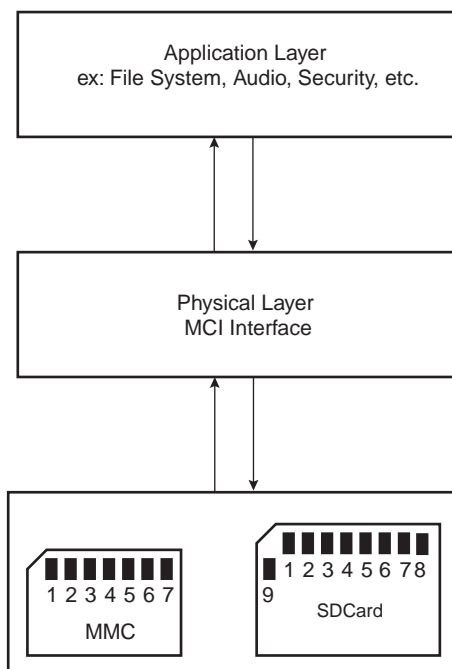 Application Layer
ex: File System, Audio, Security, etc.
Physical Layer
MCI Interface
1 2 3 4 5 6 7
MMC
1 2 3 4 5 6 7 8
9
SDCard